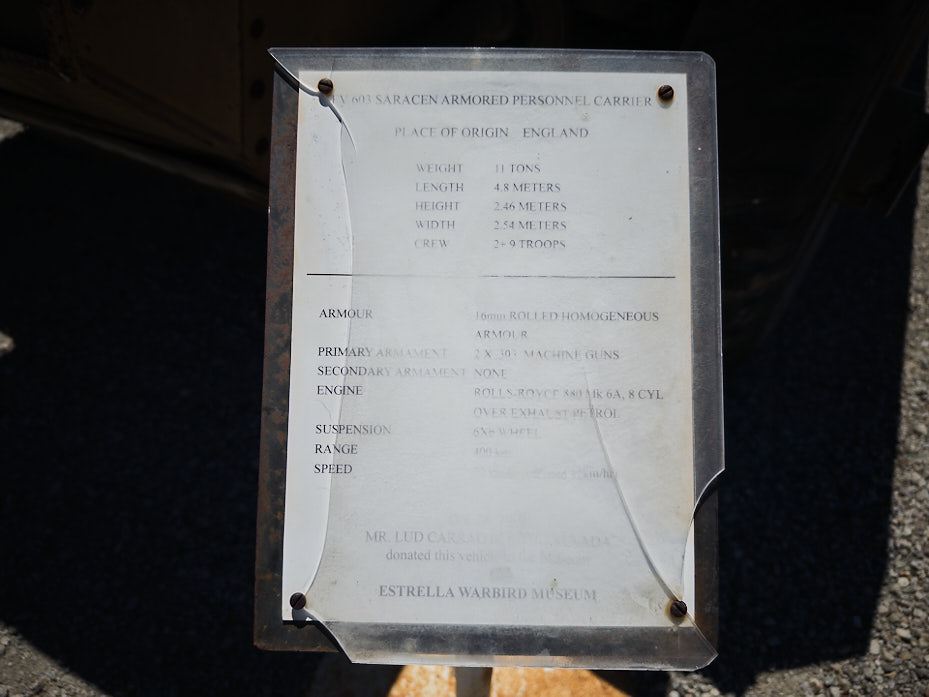 V 603 SARACEN ARMORED PERSONNEL CARRIER
PLACE OF ORIGIN ENGLAND
WEIGHT 11 TONS
LENGTH 4.8 METERS
HEIGHT 2.46 METERS
WIDTH 2.54 METERS
CREW 2+ 9 TROOPS
ARMOUR 16mm ROLLED HOMOGENEOUS
ARMOUR
PRIMARY ARMAMENT 2 X .303 MACHINE GUNS
SECONDARY ARMAMENT NONE
ENGINE ROLLS-ROYCE 880 Mk 6A, 8 CYL
OVER EXHAUST PETROL
SUSPENSION 6X6 WHEEL
RANGE 400
SPEED
MR. LUD
donated this vehicle to the Museum
ESTRELLA WARBIRD MUSEUM